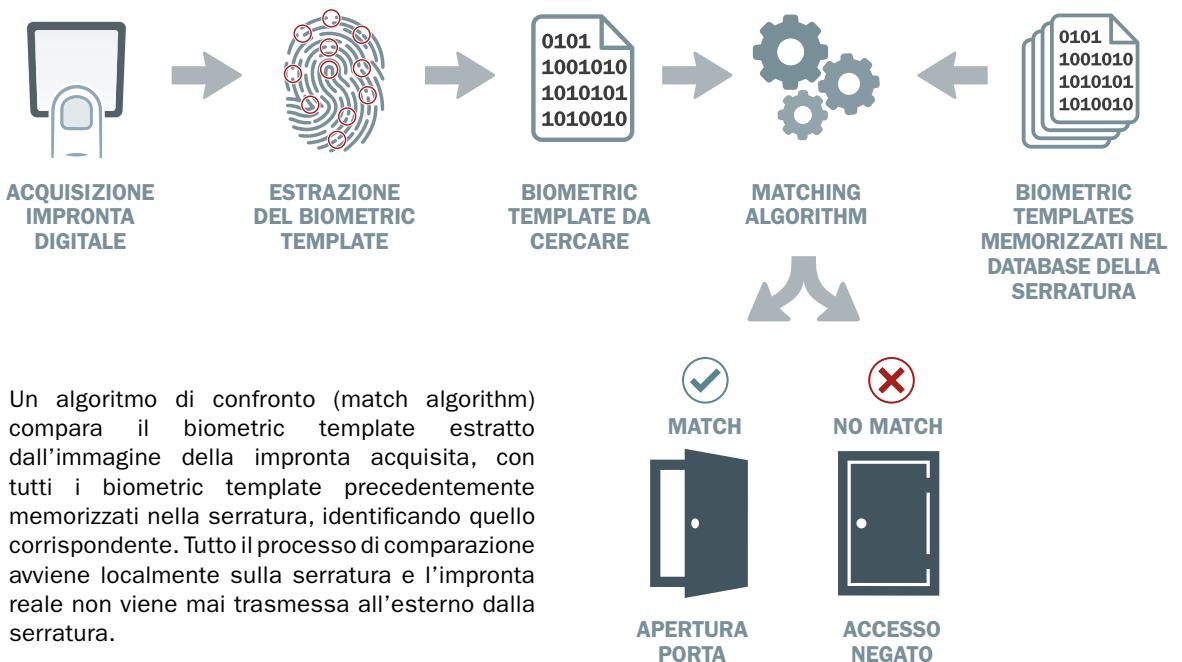 0101
1001010
1010101
1010010
0101
1001010
1010101
1010010
ACQUISIZIONE
IMPRONTA
DIGITALE
ESTRAZIONE
DEL BIOMETRIC
TEMPLATE
BIOMETRIC
TEMPLATE DA
CERCARE
MATCHING
ALGORITHM
BIOMETRIC
TEMPLATES
MEMORIZZATI NEL
DATABASE DELLA
SERRATURA
Un algoritmo di confronto (match algorithm)
compara il biometric template estratto
dall’immagine della impronta acquisita, con
tutti i biometric template precedentemente
memorizzati nella serratura, identificando quello
corrispondente. Tutto il processo di comparazione
avviene localmente sulla serratura e l’impronta
reale non viene mai trasmessa all’esterno dalla
serratura.
MATCH
NO MATCH
APERTURA
PORTA
ACCESSO
NEGATO